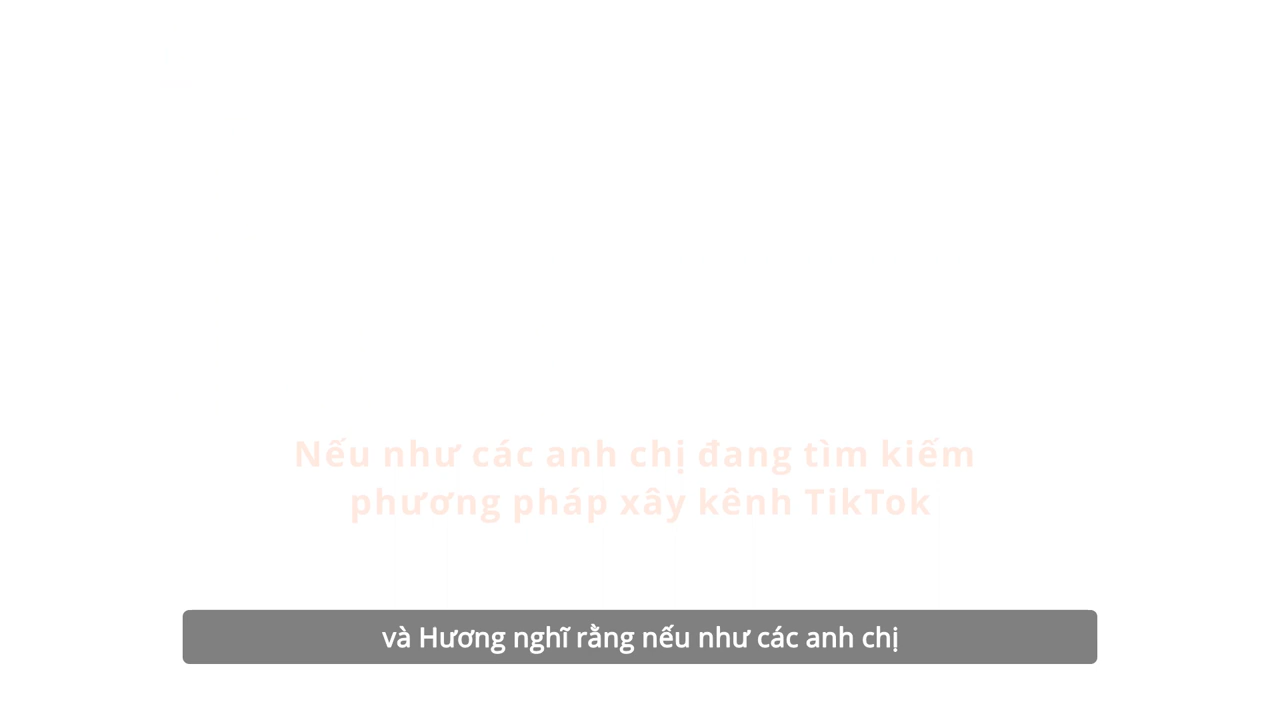 Nếu như các anh chị đang tìm kiếm
phương pháp xây kênh TikTok
và Hương nghĩ rằng nếu như các anh chị